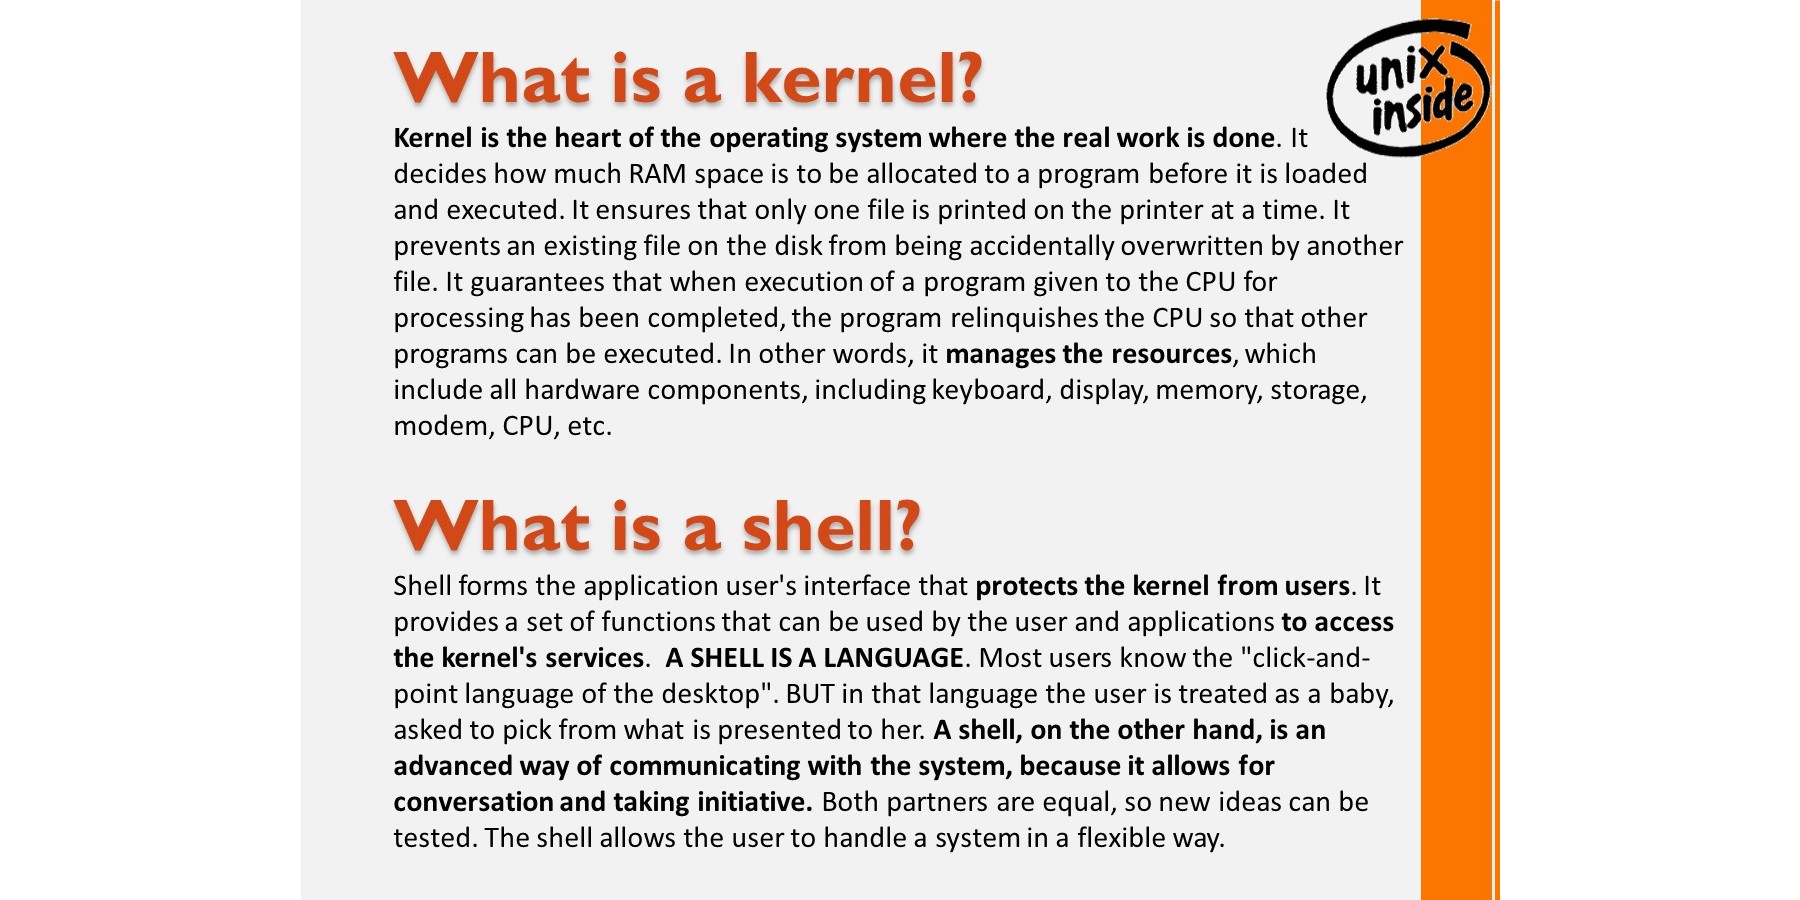 What is a kernel?
unix
inside
Kernel is the heart of the operating system where the real work is done. It
decides how much RAM space is to be allocated to a program before it is loaded
and executed. It ensures that only one file is printed on the printer at a time. It
prevents an existing file on the disk from being accidentally overwritten by another
file. It guarantees that when execution of a program given to the CPU for
processing has been completed, the program relinquishes the CPU so that other
programs can be executed. In other words, it manages the resources, which
include all hardware components, including keyboard, display, memory, storage,
modem, CPU, etc.
What is a shell?
Shell forms the application user's interface that protects the kernel from users. It
provides a set of functions that can be used by the user and applications to access
the kernel's services.  A SHELL IS A LANGUAGE. Most users know the "click-and-
point language of the desktop". BUT in that language the user is treated as a baby,
asked to pick from what is presented to her. A shell, on the other hand, is an
advanced way of communicating with the system, because it allows for
conversation and taking initiative. Both partners are equal, so new ideas can be
tested. The shell allows the user to handle a system in a flexible way.